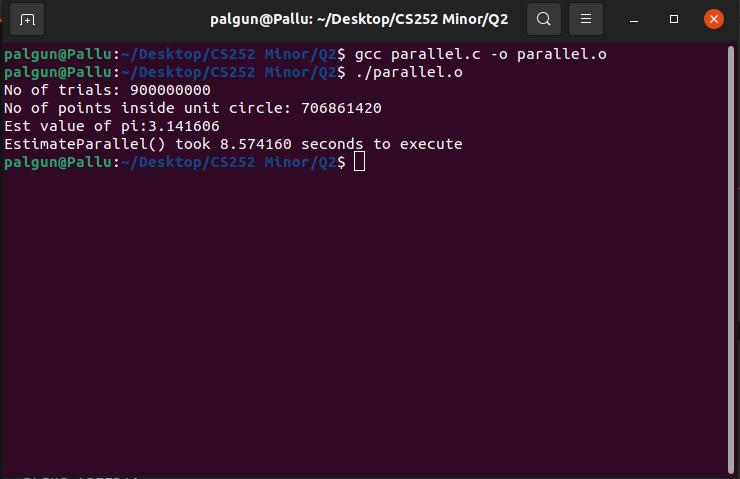 palgun@Pallu: ~/Desktop/CS252 Minor/Q2
palgun@Pallu:~/Desktop/CS252 Minor/Q2$ gcc parallel.c -o parallel.o
palgun@Pallu:~/Desktop/CS252 Minor/Q2$ ./parallel.o
No of trials: 900000000
No of points inside unit circle: 706861420
Est value of pi:3.141606
EstimateParallel() took 8.574160 seconds to execute
palgun@Pallu:~/Desktop/CS252 Minor/Q2$